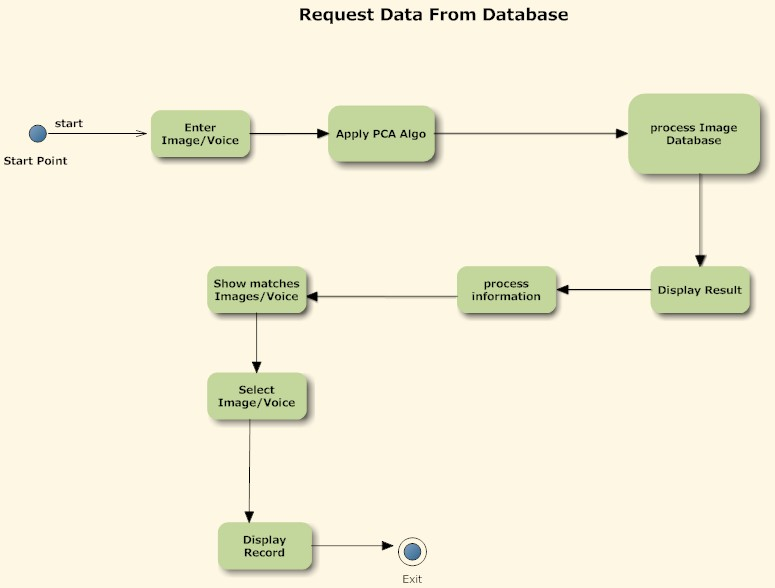 Request Data From Database
start
Start Point
Enter
Image/Voice
Apply PCA Algo
process Image
Database
Display Result
process
information
Show matches
Images/Voice
Select
Image/Voice
Display
Record
Exit